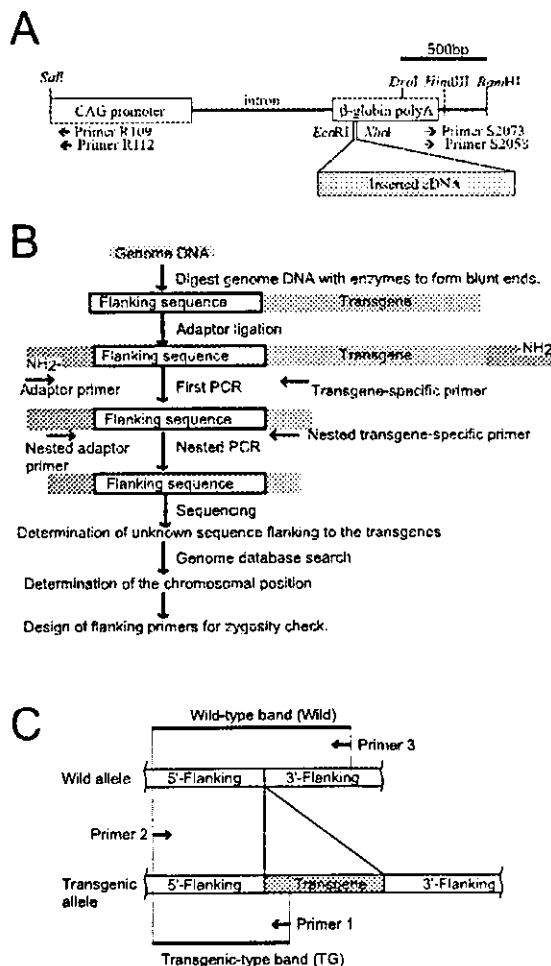 A
500bp
SalI
DraI HindIII BamHI
CAG promoter
intron
β-globin polyA
Primer R109
Primer R112
EcoRI XhoI
Primer S2073
Primer S2053
Inserted cDNA
B
Genome DNA
Digest genome DNA with enzymes to form blunt ends.
Flanking sequence
Transgene
Adaptor ligation
NH2-
Flanking sequence
Transgene
-NH2
Adaptor primer
First PCR
Transgene-specific primer
Flanking sequence
Nested adaptor
primer
Nested PCR
Nested transgene-specific primer
Flanking sequence
Sequencing
Determination of unknown sequence flanking to the transgenes
Genome database search
Determination of the chromosomal position
Design of flanking primers for zygosity check.
C
Wild-type band (Wild)
Primer 3
Wild allele
5'-Flanking
3'-Flanking
Primer 2
Transgenic
allele
5'-Flanking
Transgene
3'-Flanking
Primer 1
Transgenic-type band (TG)